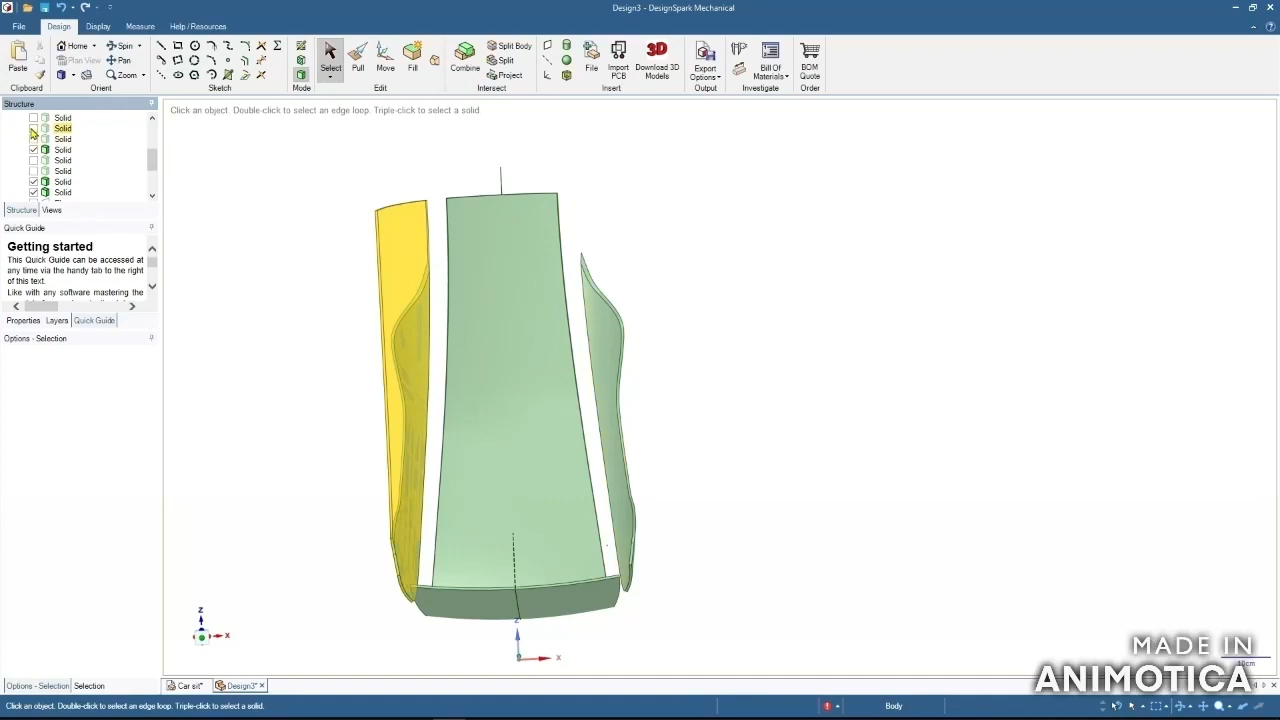 Design3 - DesignSpark Mechanical
File Design Display Measure Help / Resources
Home Spin
Plan View Pan
Zoom
Paste
Select Pull Move Fill
Combine
Split Body
Split
Project
File Import PCB Download 3D Models
3D
Export Options
Bill Of Materials
BOM Quote
Clipboard Orient Sketch Mode Edit Intersect Insert Output Investigate Order
Structure
Click an object. Double-click to select an edge loop. Triple-click to select a solid
Solid
Solid
Solid
Solid
Solid
Solid
Solid
Solid
Structure Views
Quick Guide
Getting started
This Quick Guide can be accessed at
any time via the handy tab to the right
of this text.
Like with any software mastering the
Properties Layers Quick Guide
Options - Selection
Z
X
Z
X
MADE IN
ANIMOTICA
10cm
Options - Selection Selection
Car sit* Design3*
Click an object. Double-click to select an edge loop. Triple-click to select a solid.
Body